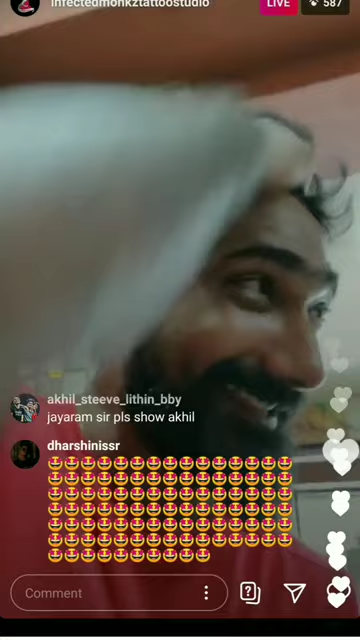 infectedmonkztattoostudio
LIVE
587
akhil_steeve_lithin_bby
jayaram sir pls show akhil
dharshinissr
🤩🤩🤩🤩🤩🤩🤩🤩🤩🤩🤩🤩🤩🤩🤩
🤩🤩🤩🤩🤩🤩🤩🤩🤩🤩🤩🤩🤩🤩🤩
🤩🤩🤩🤩🤩🤩🤩🤩🤩🤩🤩🤩🤩🤩🤩
🤩🤩🤩🤩🤩🤩🤩🤩🤩🤩🤩🤩🤩🤩🤩
🤩🤩🤩🤩🤩🤩🤩🤩🤩🤩🤩🤩🤩🤩🤩
🤩🤩🤩🤩🤩🤩🤩🤩🤩🤩🤩🤩🤩🤩🤩
🤩🤩🤩🤩🤩🤩🤩🤩🤩🤩
Comment